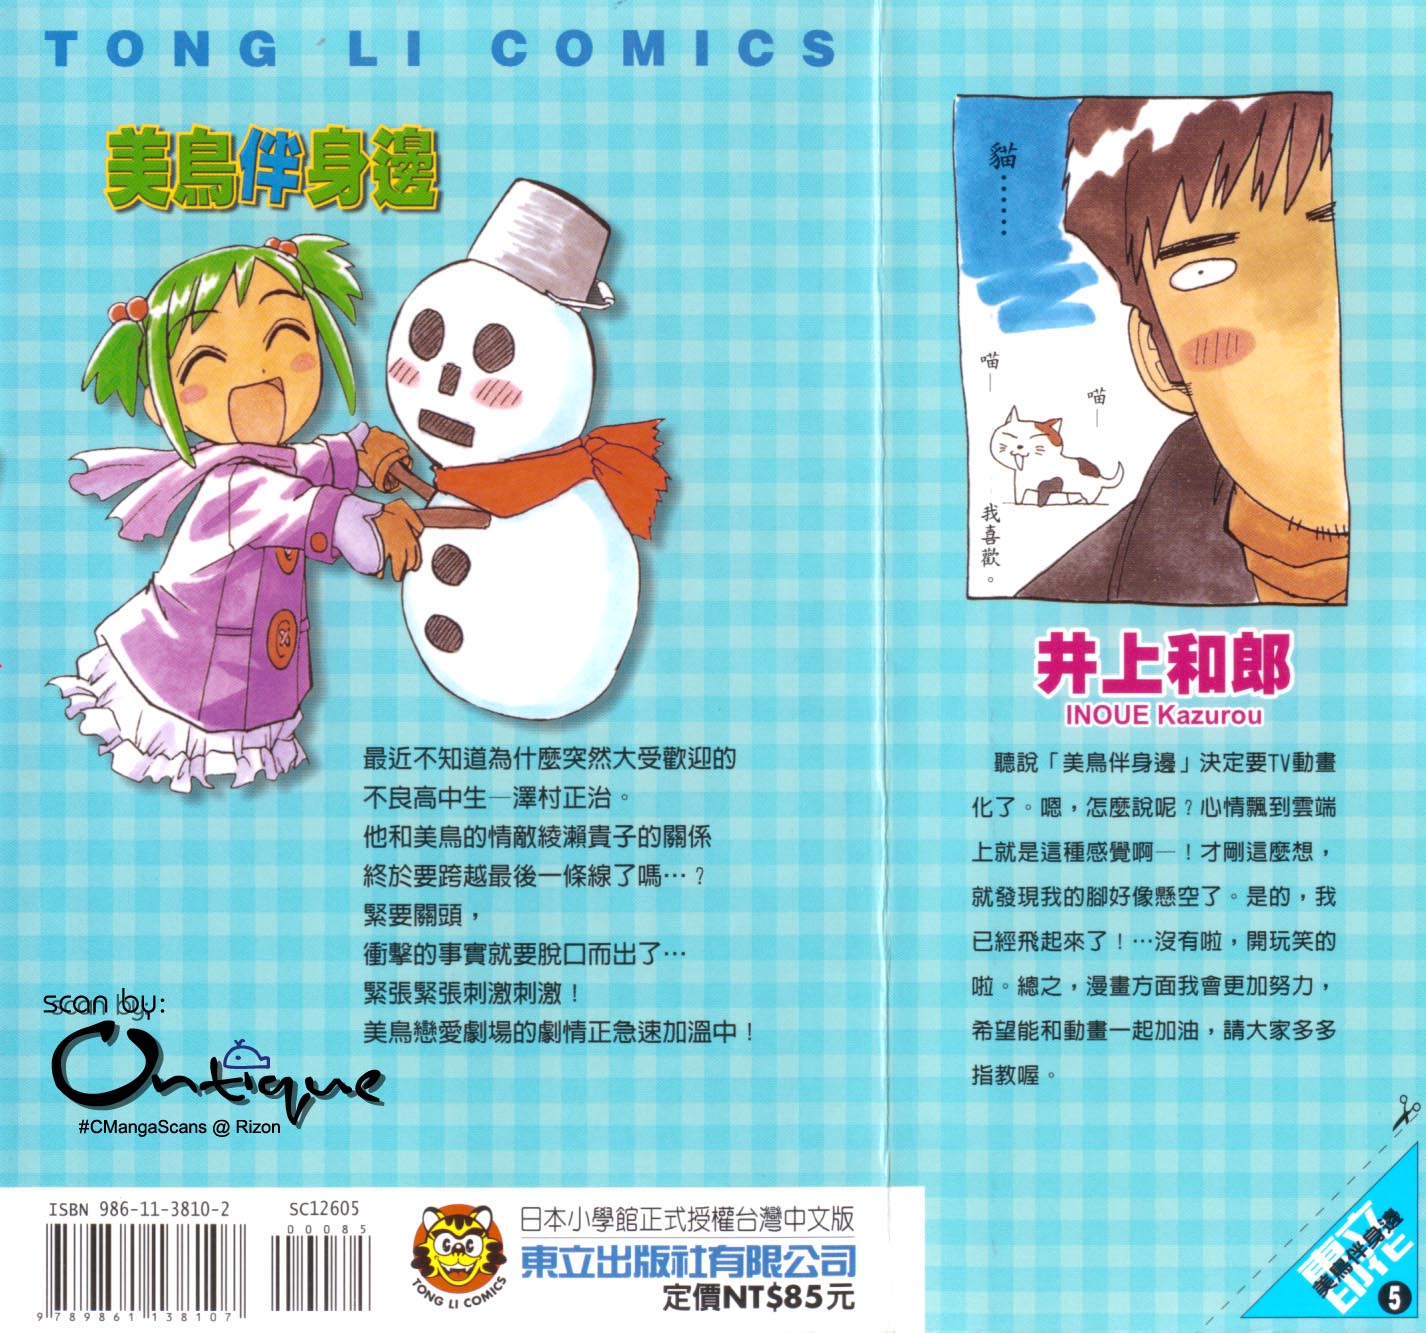 TONG LI COMICS
美鳥伴身邊
最近不知道為什麼突然大受歡迎的
不良高中生─澤村正治。
他和美鳥的情敵綾瀨貴子的關係
終於要跨越最後一條線了嗎…?
緊要關頭，
衝擊的事實就要脫口而出了…
緊張緊張刺激刺激！
美鳥戀愛劇場的劇情正急速加溫中！
scan by:
Ontique
#CMangaScans @ Rizon
ISBN 986-11-3810-2
9 789861 138107
SC12605
00085
TONG LI COMICS
日本小學館正式授權台灣中文版
東立出版社有限公司
定價NT$85元
貓……
喵─
喵─
我喜歡。
井上和郎
INOUE Kazurou
聽說「美鳥伴身邊」決定要TV動畫
化了。嗯，怎麼說呢？心情飄到雲端
上就是這種感覺啊─！才剛這麼想，
就發現我的腳好像懸空了。是的，我
已經飛起來了！…沒有啦，開玩笑的
啦。總之，漫畫方面我會更加努力，
希望能和動畫一起加油，請大家多多
指教喔。
東立
美鳥伴身邊
印花
5